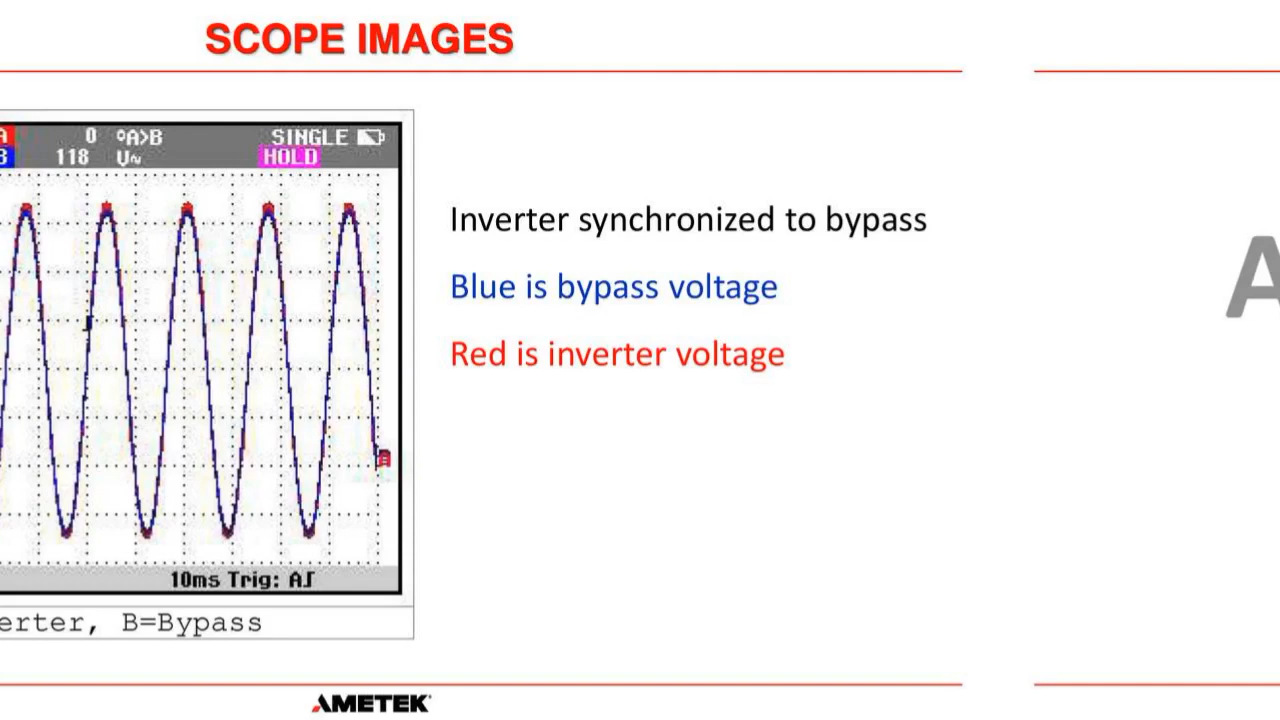 SCOPE IMAGES
A 0 °A>B SINGLE
B 118 V~ HOLD
Inverter synchronized to bypass
Blue is bypass voltage
Red is inverter voltage
10ms Trig: A
erter, B=Bypass
AMETEK
A